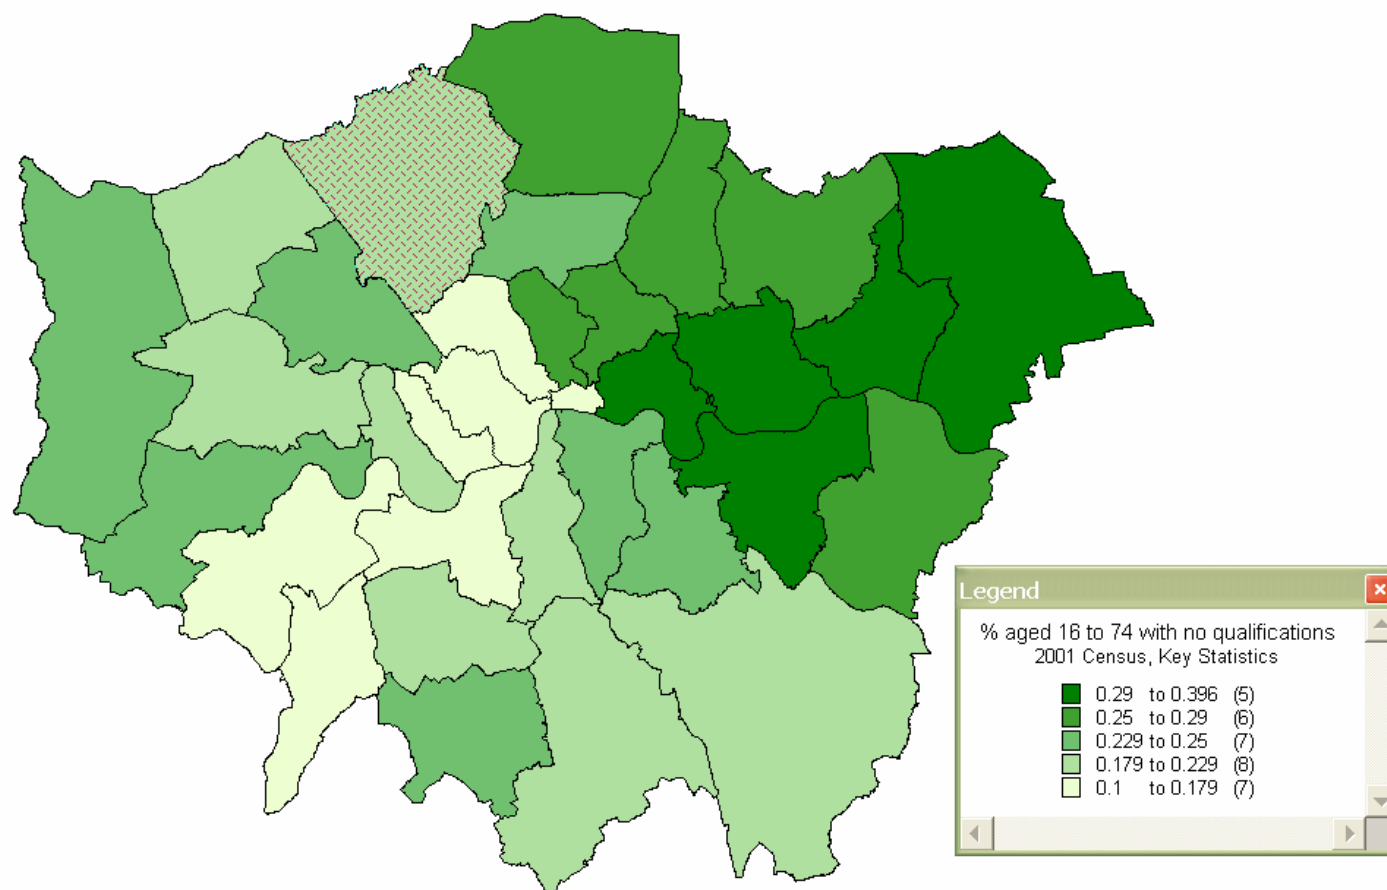 Legend
% aged 16 to 74 with no qualifications
2001 Census, Key Statistics
0.29 to 0.396 (5)
0.25 to 0.29 (6)
0.229 to 0.25 (7)
0.179 to 0.229 (8)
0.1 to 0.179 (7)